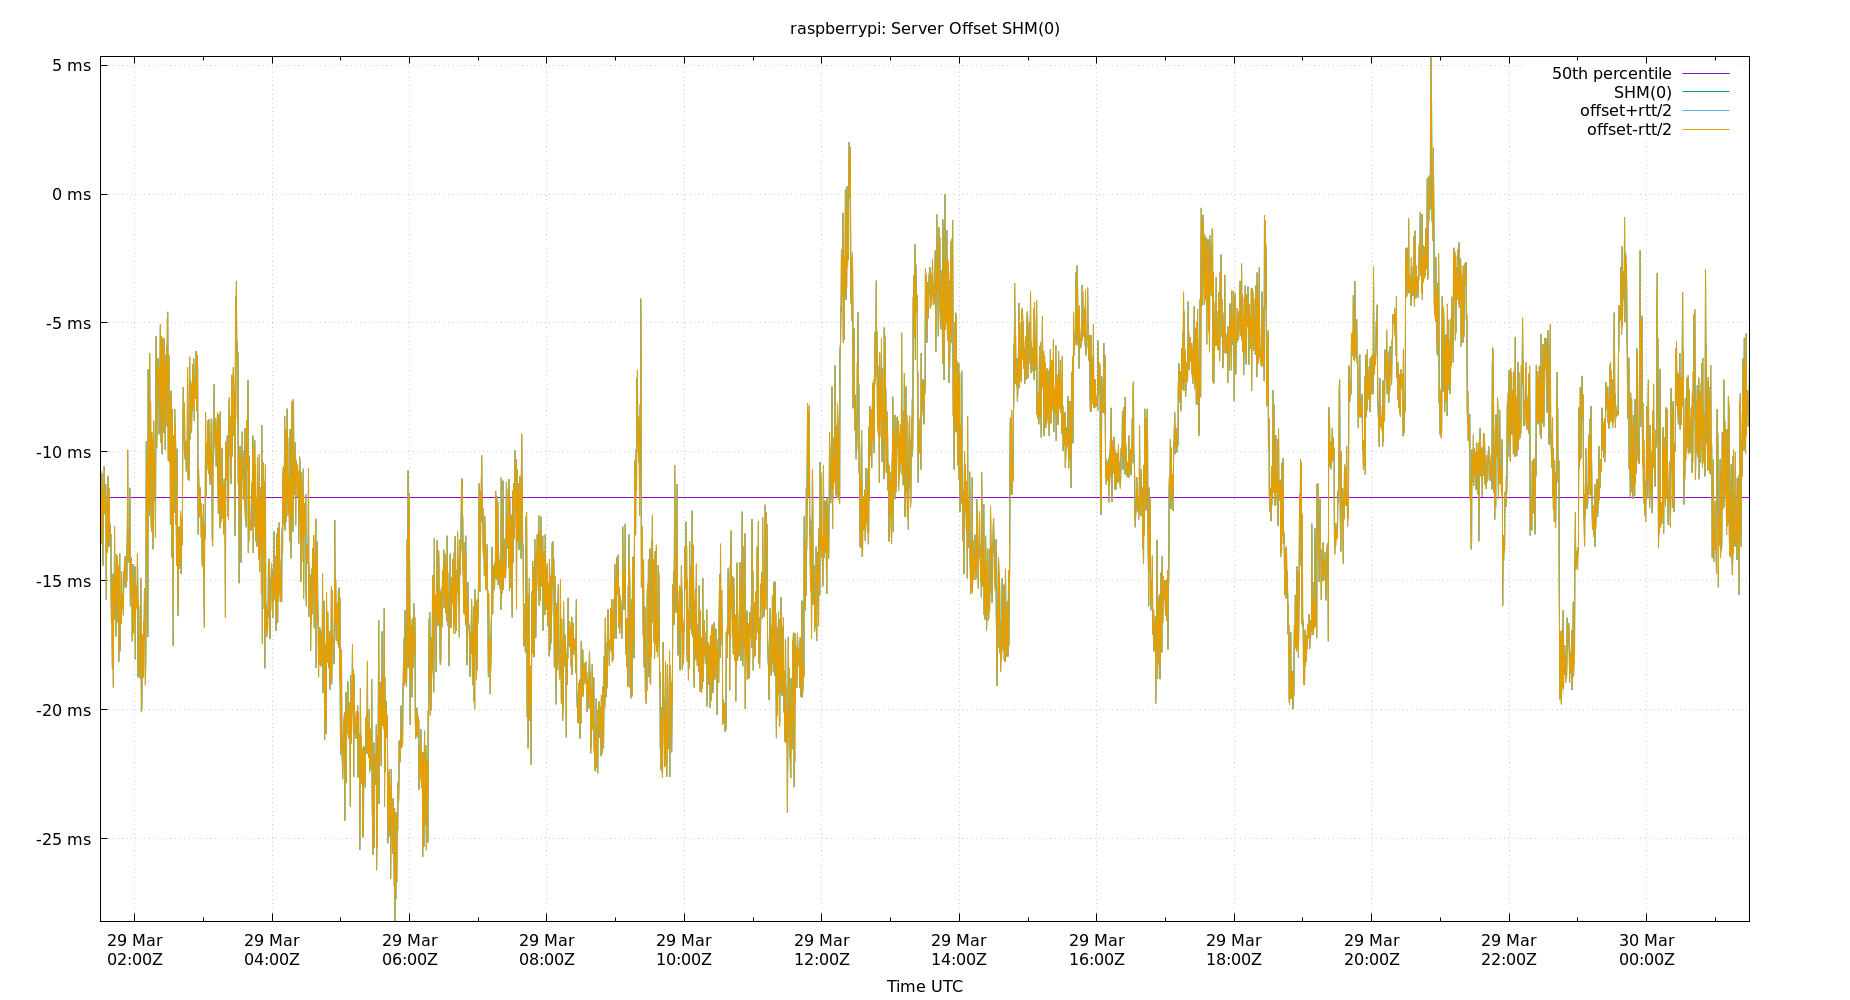 raspberrypi: Server Offset SHM(0)
5 ms
0 ms
-5 ms
-10 ms
-15 ms
-20 ms
-25 ms
50th percentile
SHM(0)
offset+rtt/2
offset-rtt/2
29 Mar 29 Mar 29 Mar 29 Mar 29 Mar 29 Mar 29 Mar 29 Mar 29 Mar 29 Mar 29 Mar 30 Mar
02:00Z 04:00Z 06:00Z 08:00Z 10:00Z 12:00Z 14:00Z 16:00Z 18:00Z 20:00Z 22:00Z 00:00Z
Time UTC